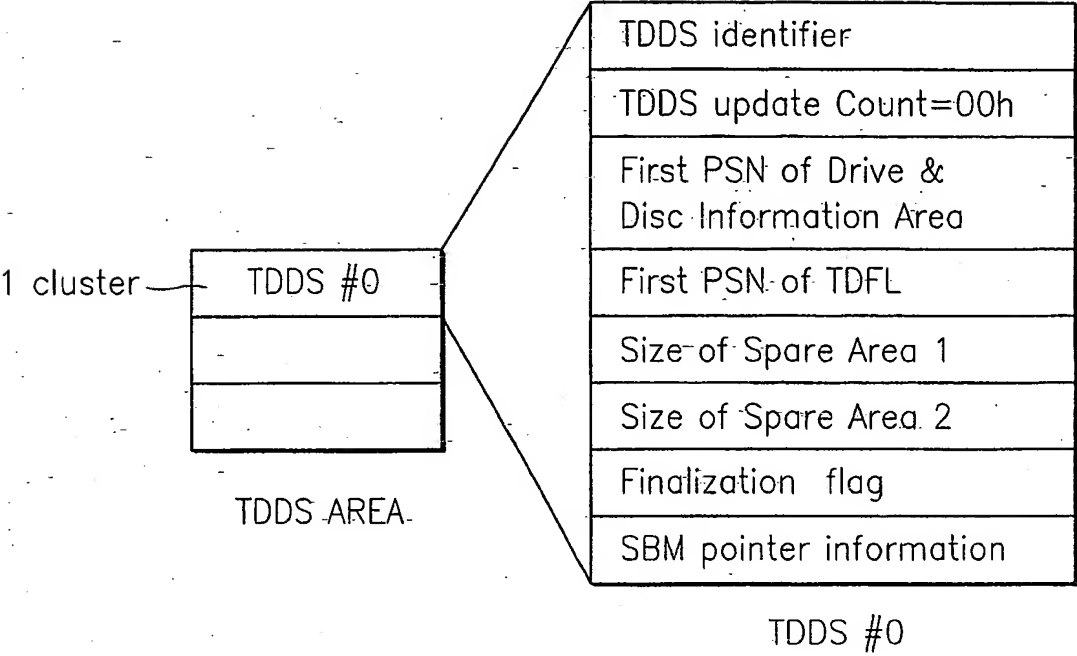 TDDS identifier
TDDS update Count=00h
First PSN of Drive &
Disc Information Area
1 cluster
TDDS #0
First PSN of TDFL
Size of Spare Area 1
Size of Spare Area 2
Finalization flag
TDDS AREA
SBM pointer information
TDDS #0